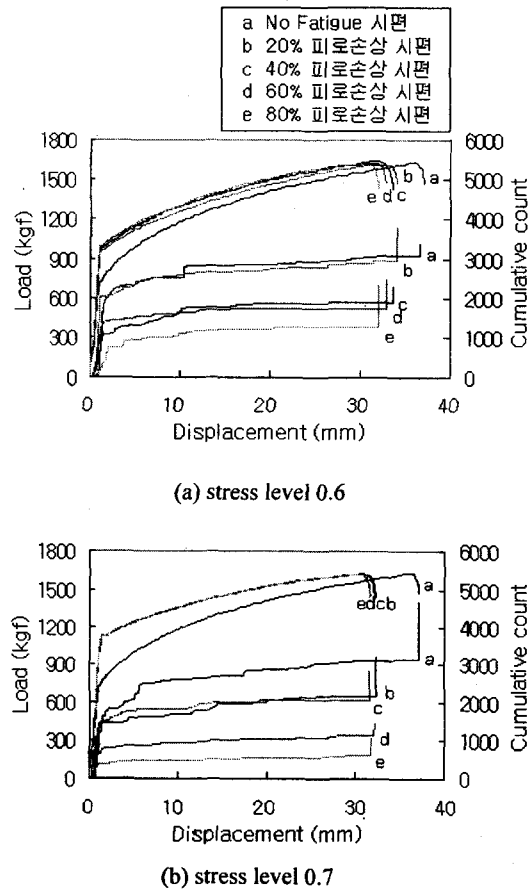 a No Fatigue 시편
b 20% 피로손상 시편
c 40% 피로손상 시편
d 60% 피로손상 시편
e 80% 피로손상 시편
1800
1500
1200
900
600
300
0
Load (kgf)
6000
5000
4000
3000
2000
1000
0
Cumulative count
b a
e d c
a
b
c
d
e
0 10 20 30 40
Displacement (mm)
(a) stress level 0.6
1800
1500
1200
900
600
300
0
Load (kgf)
6000
5000
4000
3000
2000
1000
0
Cumulative count
a
edcb
a
b
c
d
e
0 10 20 30 40
Displacement (mm)
(b) stress level 0.7